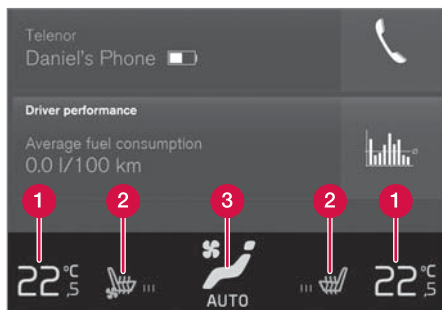 Telenor
Daniel's Phone
Driver performance
Average fuel consumption
0.0 l/100 km
1 2 3 2 1
22,5 °C 22,5 °C
AUTO